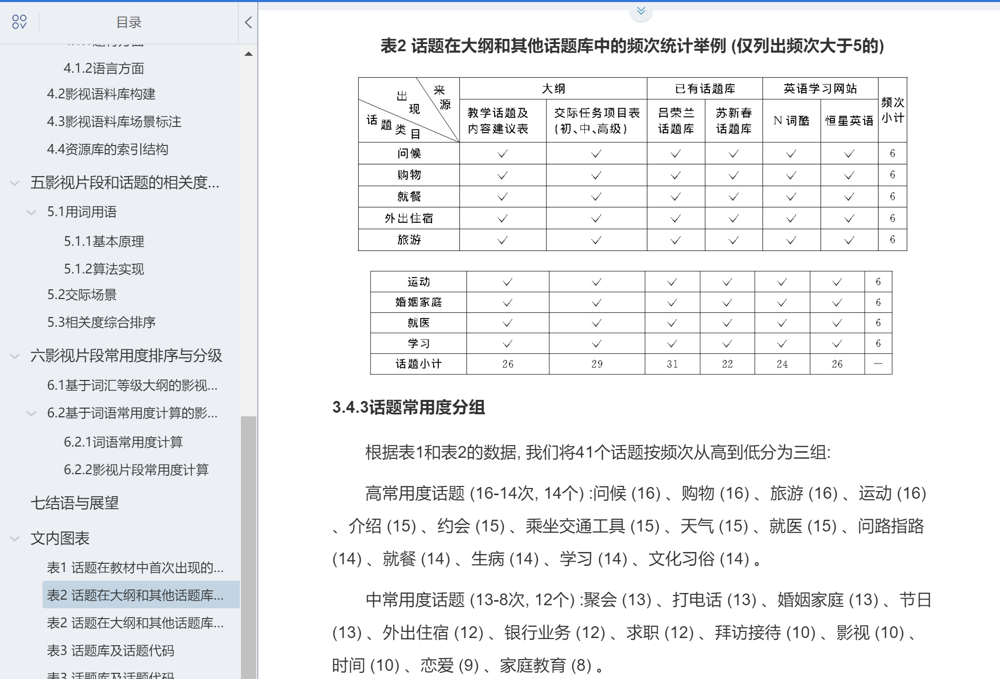 目录
4.1.2语言方面
4.2影视语料库构建
4.3影视语料库场景标注
4.4资源库的索引结构
五影视片段和话题的相关度...
5.1用词用语
5.1.1基本原理
5.1.2算法实现
5.2交际场景
5.3相关度综合排序
六影视片段常用度排序与分级
6.1基于词汇等级大纲的影视...
6.2基于词语常用度计算的影...
6.2.1词语常用度计算
6.2.2影视片段常用度计算
七结语与展望
文内图表
表1 话题在教材中首次出现的...
表2 话题在大纲和其他话题库...
表2 话题在大纲和其他话题库...
表3 话题库及话题代码
表3 话题库及话题代码
表2 话题在大纲和其他话题库中的频次统计举例 (仅列出频次大于5的)
出现 来源 话题类目 大纲 已有话题库 英语学习网站 频次小计
教学话题及内容建议表 交际任务项目表(初、中、高级) 吕荣兰话题库 苏新春话题库 N 词酷 恒星英语
问候 ✓ ✓ ✓ ✓ ✓ ✓ 6
购物 ✓ ✓ ✓ ✓ ✓ ✓ 6
就餐 ✓ ✓ ✓ ✓ ✓ ✓ 6
外出住宿 ✓ ✓ ✓ ✓ ✓ ✓ 6
旅游 ✓ ✓ ✓ ✓ ✓ ✓ 6
运动 ✓ ✓ ✓ ✓ ✓ ✓ 6
婚姻家庭 ✓ ✓ ✓ ✓ ✓ ✓ 6
就医 ✓ ✓ ✓ ✓ ✓ ✓ 6
学习 ✓ ✓ ✓ ✓ ✓ ✓ 6
话题小计 26 29 31 22 24 26 —
3.4.3话题常用度分组
根据表1和表2的数据, 我们将41个话题按频次从高到低分为三组:
高常用度话题 (16-14次, 14个) :问候 (16) 、购物 (16) 、旅游 (16) 、运动 (16)
、介绍 (15) 、约会 (15) 、乘坐交通工具 (15) 、天气 (15) 、就医 (15) 、问路指路
(14) 、就餐 (14) 、生病 (14) 、学习 (14) 、文化习俗 (14) 。
中常用度话题 (13-8次, 12个) :聚会 (13) 、打电话 (13) 、婚姻家庭 (13) 、节日
(13) 、外出住宿 (12) 、银行业务 (12) 、求职 (12) 、拜访接待 (10) 、影视 (10) 、
时间 (10) 、恋爱 (9) 、家庭教育 (8) 。